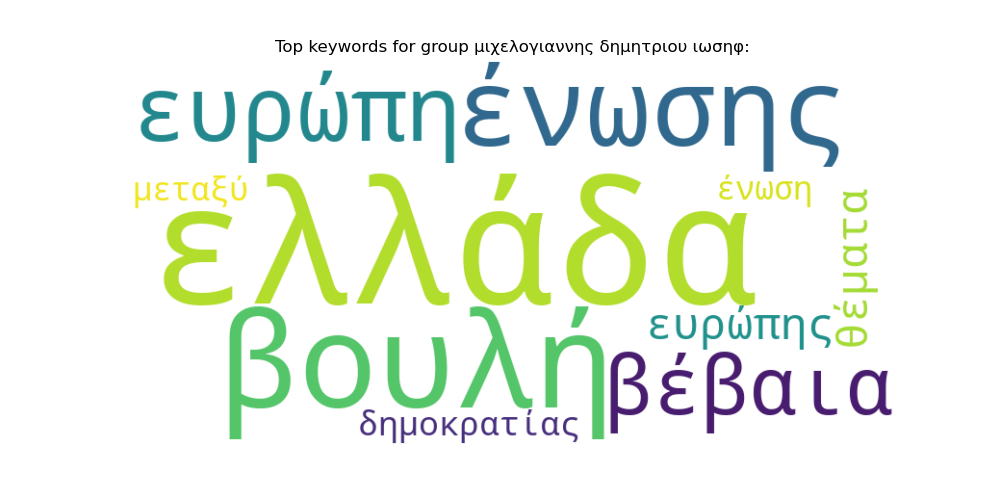 Top keywords for group μιχελογιαννης δημητριου ιωσηφ:
ευρώπη ένωσης
μεταξύ
ένωση
ελλάδα
θέματα
βουλή
ευρώπης
βέβαια
δημοκρατίας